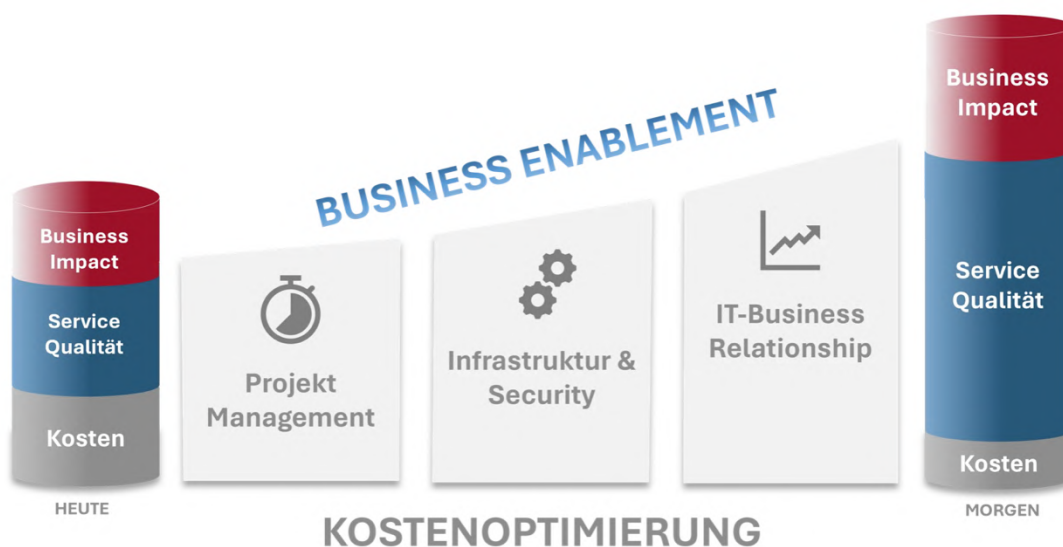 BUSINESS ENABLEMENT
Business
Impact
Service
Qualität
Kosten
HEUTE
Projekt
Management
Infrastruktur &
Security
IT-Business
Relationship
Business
Impact
Service
Qualität
Kosten
MORGEN
KOSTENOPTIMIERUNG